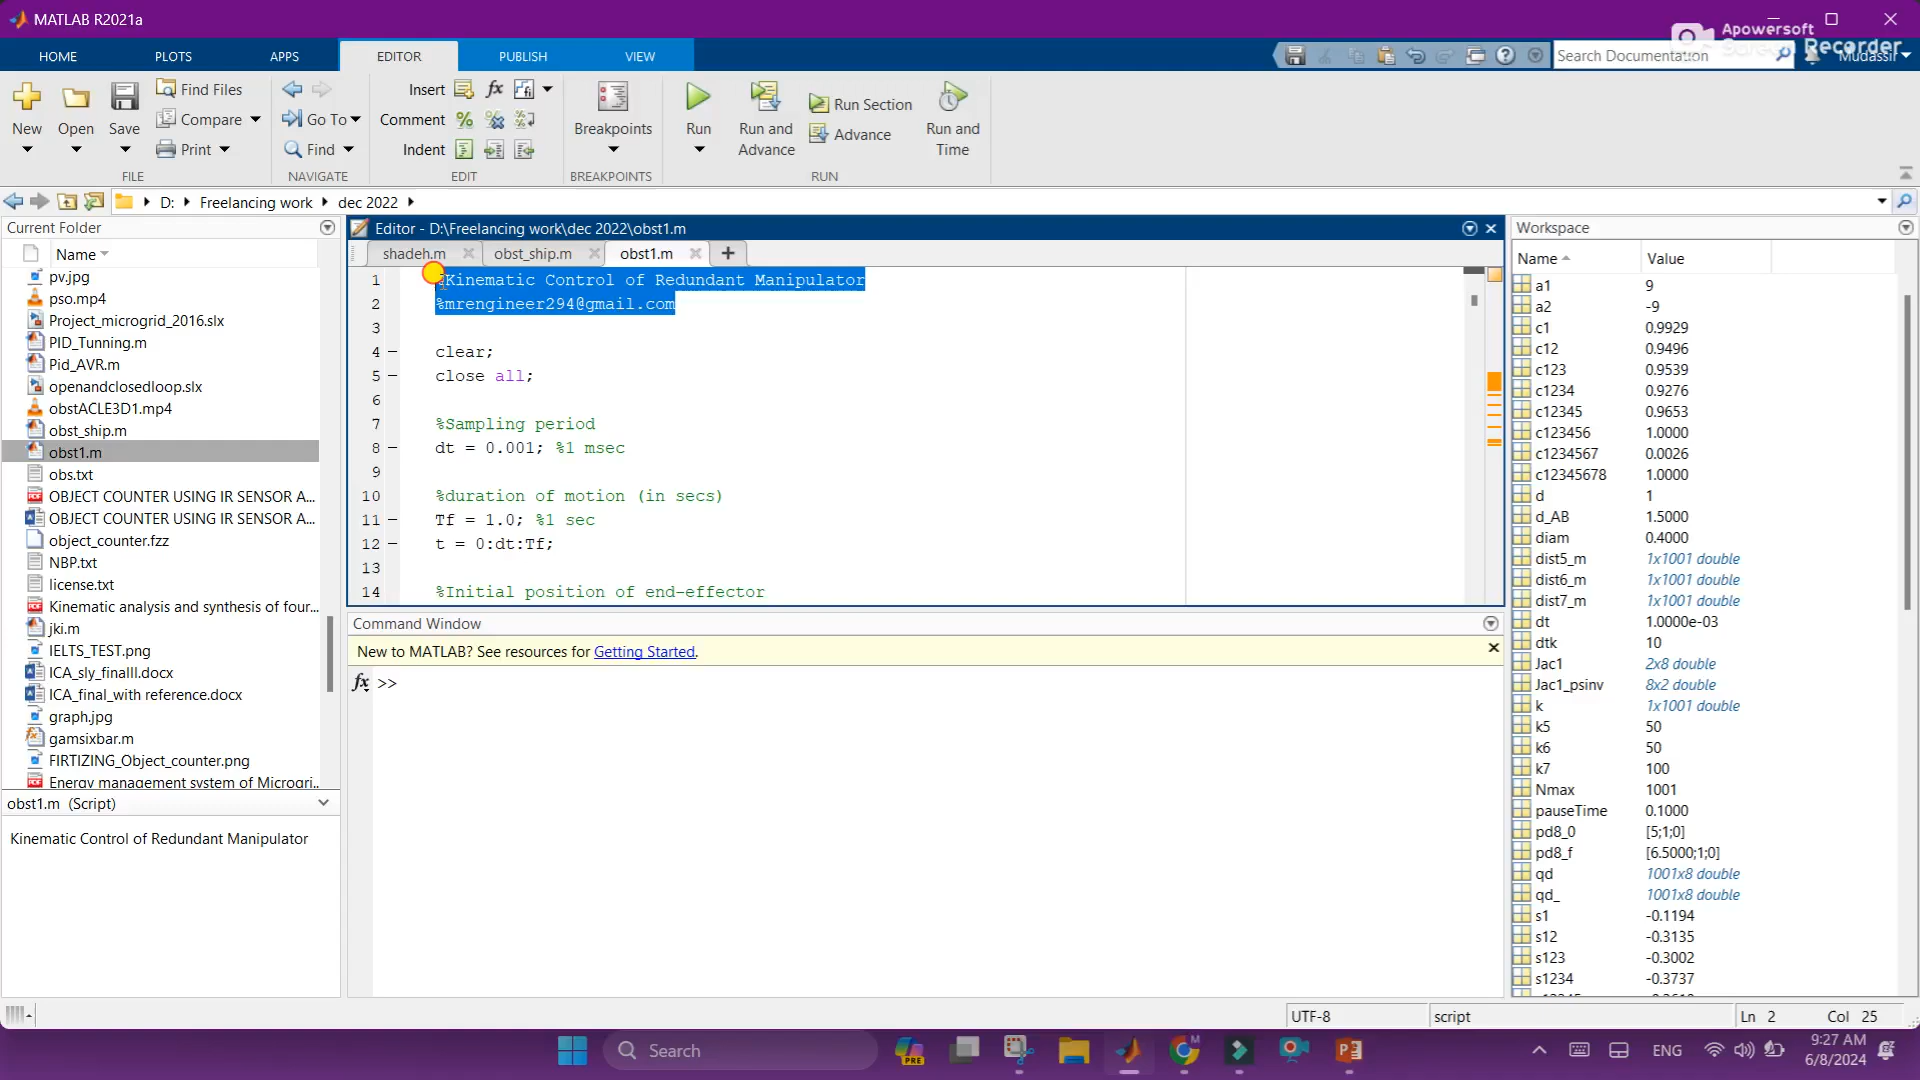 MATLAB R2021a
Apowersoft
Screen Recorder
HOME PLOTS APPS EDITOR PUBLISH VIEW
Search Documentation
Mudassir
New
Open
Save
Find Files
Compare
Print
FILE
Go To
Find
NAVIGATE
Insert fx
Comment
Indent
EDIT
Breakpoints
BREAKPOINTS
Run
Run and Advance
Run Section
Advance
Run and Time
RUN
D: Freelancing work dec 2022
Current Folder
Name
pv.jpg
pso.mp4
Project_microgrid_2016.slx
PID_Tunning.m
Pid_AVR.m
openandclosedloop.slx
obstACLE3D1.mp4
obst_ship.m
obst1.m
obs.txt
OBJECT COUNTER USING IR SENSOR A...
OBJECT COUNTER USING IR SENSOR A...
object_counter.fzz
NBP.txt
license.txt
Kinematic analysis and synthesis of four...
jki.m
IELTS_TEST.png
ICA_sly_finalll.docx
ICA_final_with reference.docx
graph.jpg
gamsixbar.m
FIRTIZING_Object_counter.png
Energy management system of Microgri...
obst1.m (Script)
Kinematic Control of Redundant Manipulator
Editor - D:\Freelancing work\dec 2022\obst1.m
shadeh.m obst_ship.m obst1.m
1 %Kinematic Control of Redundant Manipulator
2 %mrengineer294@gmail.com
3
4 clear;
5 close all;
6
7 %Sampling period
8 dt = 0.001; %1 msec
9
10 %duration of motion (in secs)
11 Tf = 1.0; %1 sec
12 t = 0:dt:Tf;
13
14 %Initial position of end-effector
Command Window
New to MATLAB? See resources for Getting Started.
fx >>
Workspace
Name Value
a1 9
a2 -9
c1 0.9929
c12 0.9496
c123 0.9539
c1234 0.9276
c12345 0.9653
c123456 1.0000
c1234567 0.0026
c12345678 1.0000
d 1
d_AB 1.5000
diam 0.4000
dist5_m 1x1001 double
dist6_m 1x1001 double
dist7_m 1x1001 double
dt 1.0000e-03
dtk 10
Jac1 2x8 double
Jac1_psinv 8x2 double
k 1x1001 double
k5 50
k6 50
k7 100
Nmax 1001
pauseTime 0.1000
pd8_0 [5;1;0]
pd8_f [6.5000;1;0]
qd 1001x8 double
qd_ 1001x8 double
s1 -0.1194
s12 -0.3135
s123 -0.3002
s1234 -0.3737
UTF-8 script Ln 2 Col 25
Search
PRE
ENG
9:27 AM
6/8/2024